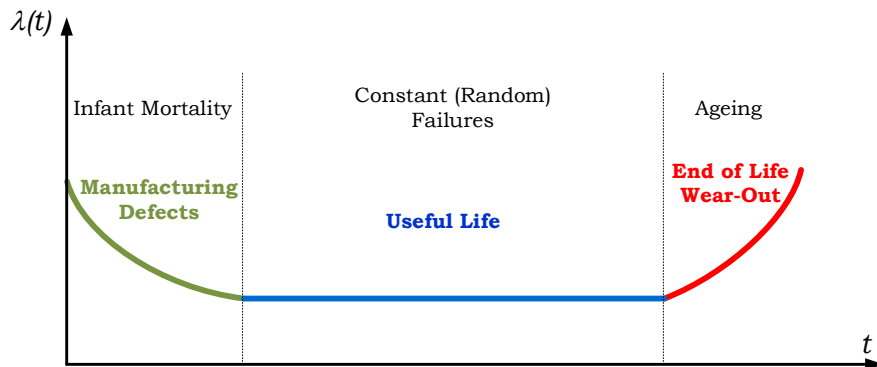 λ(t)
Infant Mortality
Constant (Random)
Failures
Ageing
Manufacturing
Defects
Useful Life
End of Life
Wear-Out
t